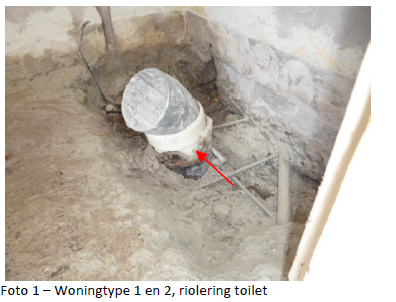 Foto 1 – Woningtype 1 en 2, riolering toilet